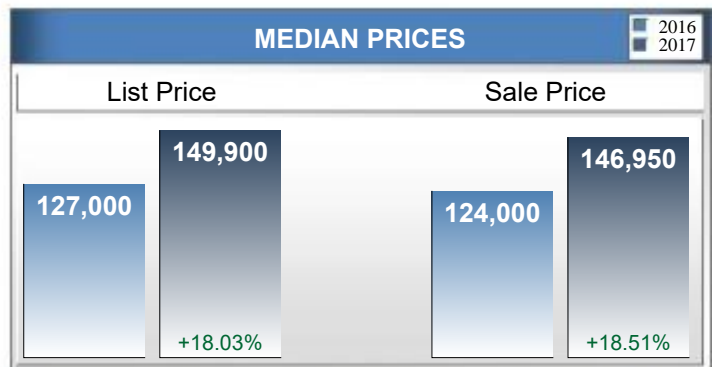 MEDIAN PRICES
2016
2017
List Price
Sale Price
149,900
146,950
127,000
124,000
+18.03%
+18.51%